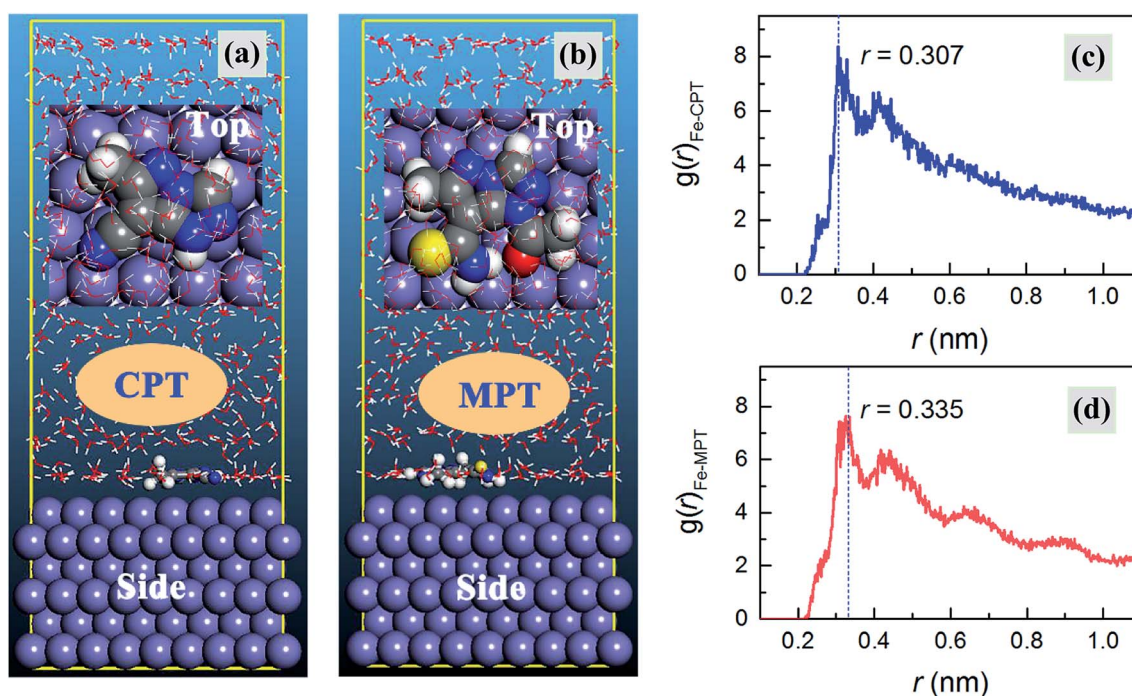 (a)
Top
CPT
Side
(b)
Top
MPT
Side
(c)
r = 0.307
g(r)Fe-CPT
8
6
4
2
0
0.2 0.4 0.6 0.8 1.0
r (nm)
(d)
r = 0.335
g(r)Fe-MPT
8
6
4
2
0
0.2 0.4 0.6 0.8 1.0
r (nm)